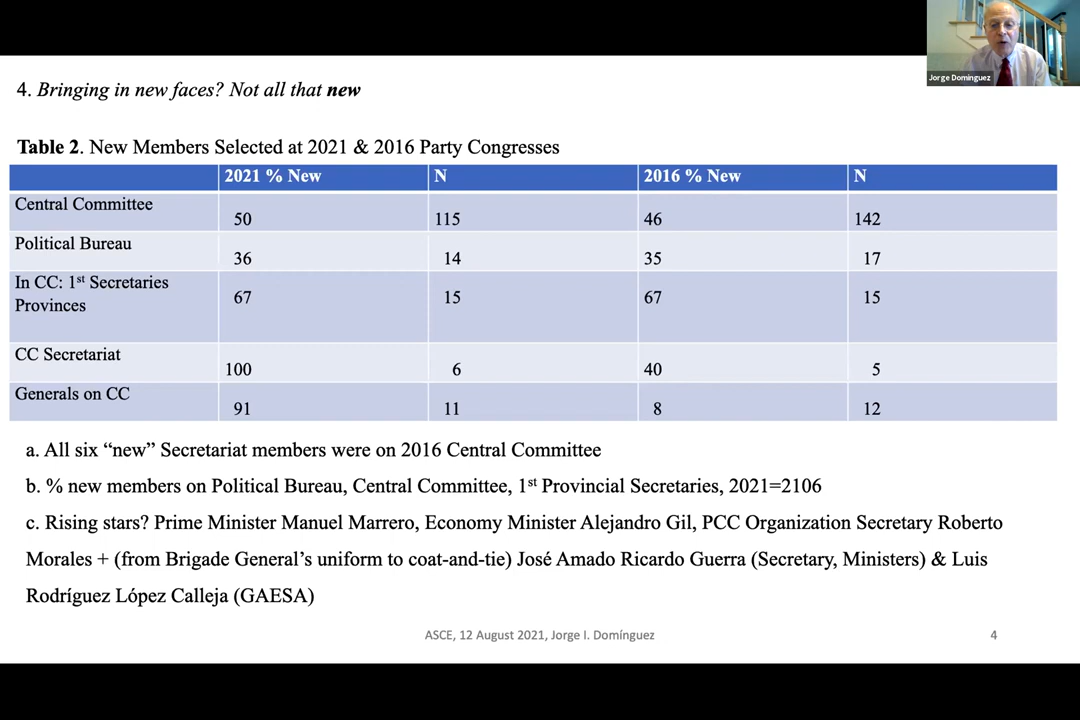 Jorge Domínguez
4. Bringing in new faces? Not all that new
Table 2. New Members Selected at 2021 & 2016 Party Congresses
2021 % New N 2016 % New N
Central Committee 50 115 46 142
Political Bureau 36 14 35 17
In CC: 1st Secretaries
Provinces 67 15 67 15
CC Secretariat 100 6 40 5
Generals on CC 91 11 8 12
a. All six “new” Secretariat members were on 2016 Central Committee
b. % new members on Political Bureau, Central Committee, 1st Provincial Secretaries, 2021=2106
c. Rising stars? Prime Minister Manuel Marrero, Economy Minister Alejandro Gil, PCC Organization Secretary Roberto
Morales + (from Brigade General’s uniform to coat-and-tie) José Amado Ricardo Guerra (Secretary, Ministers) & Luis
Rodríguez López Calleja (GAESA)
ASCE, 12 August 2021, Jorge I. Domínguez
4